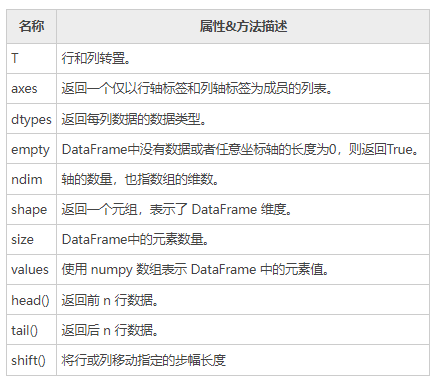 名称 属性&方法描述
T 行和列转置。
axes 返回一个仅以行轴标签和列轴标签为成员的列表。
dtypes 返回每列数据的数据类型。
empty DataFrame中没有数据或者任意坐标轴的长度为0，则返回True。
ndim 轴的数量，也指数组的维数。
shape 返回一个元组，表示了 DataFrame 维度。
size DataFrame中的元素数量。
values 使用 numpy 数组表示 DataFrame 中的元素值。
head() 返回前 n 行数据。
tail() 返回后 n 行数据。
shift() 将行或列移动指定的步幅长度